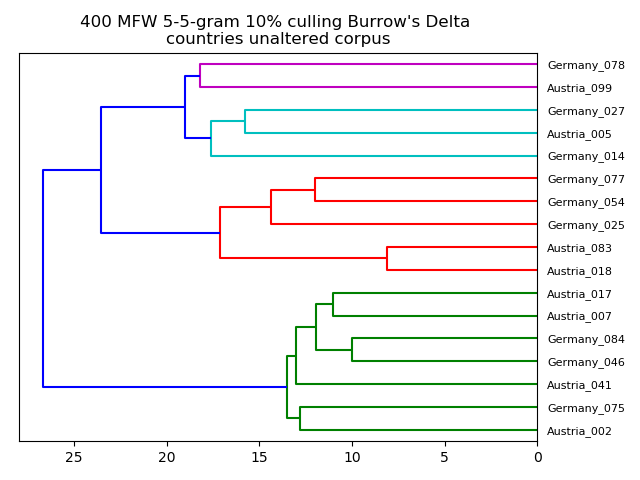 400 MFW 5-5-gram 10% culling Burrow's Delta
countries unaltered corpus
Germany_078
Austria_099
Germany_027
Austria_005
Germany_014
Germany_077
Germany_054
Germany_025
Austria_083
Austria_018
Austria_017
Austria_007
Germany_084
Germany_046
Austria_041
Germany_075
Austria_002
25 20 15 10 5 0